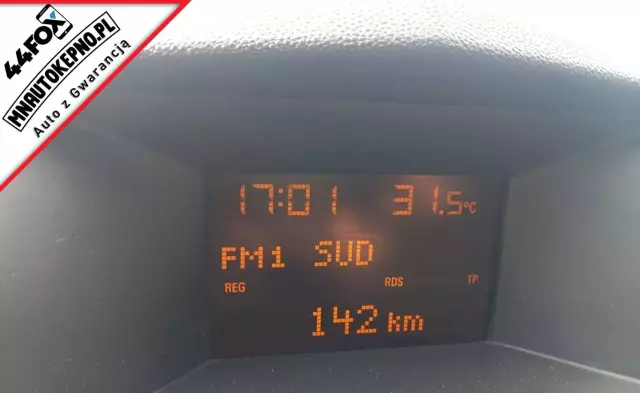 44FOX
MNAUTOKEPNO.PL
Auto z Gwarancją
17:01 31.5°C
FM1 SUD
REG RDS TP
142 km